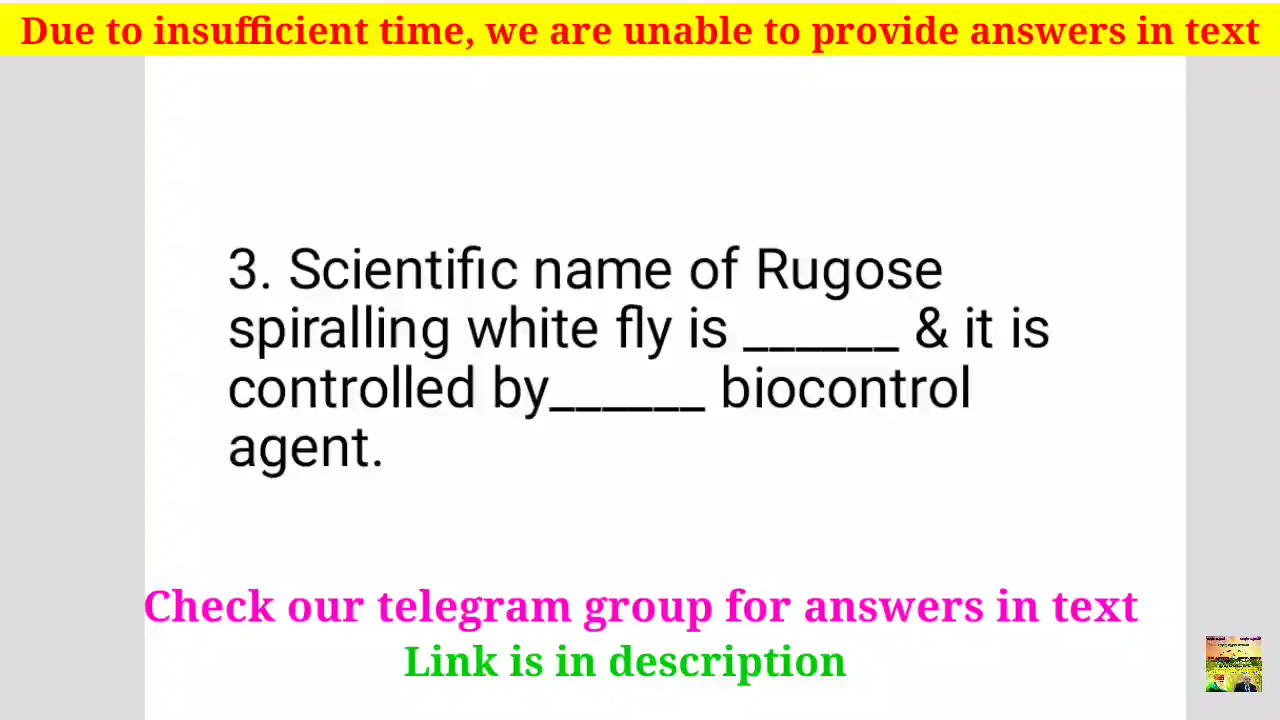 Due to insufficient time, we are unable to provide answers in text
3. Scientific name of Rugose
spiralling white fly is ______ & it is
controlled by______ biocontrol
agent.
Check our telegram group for answers in text
Link is in description